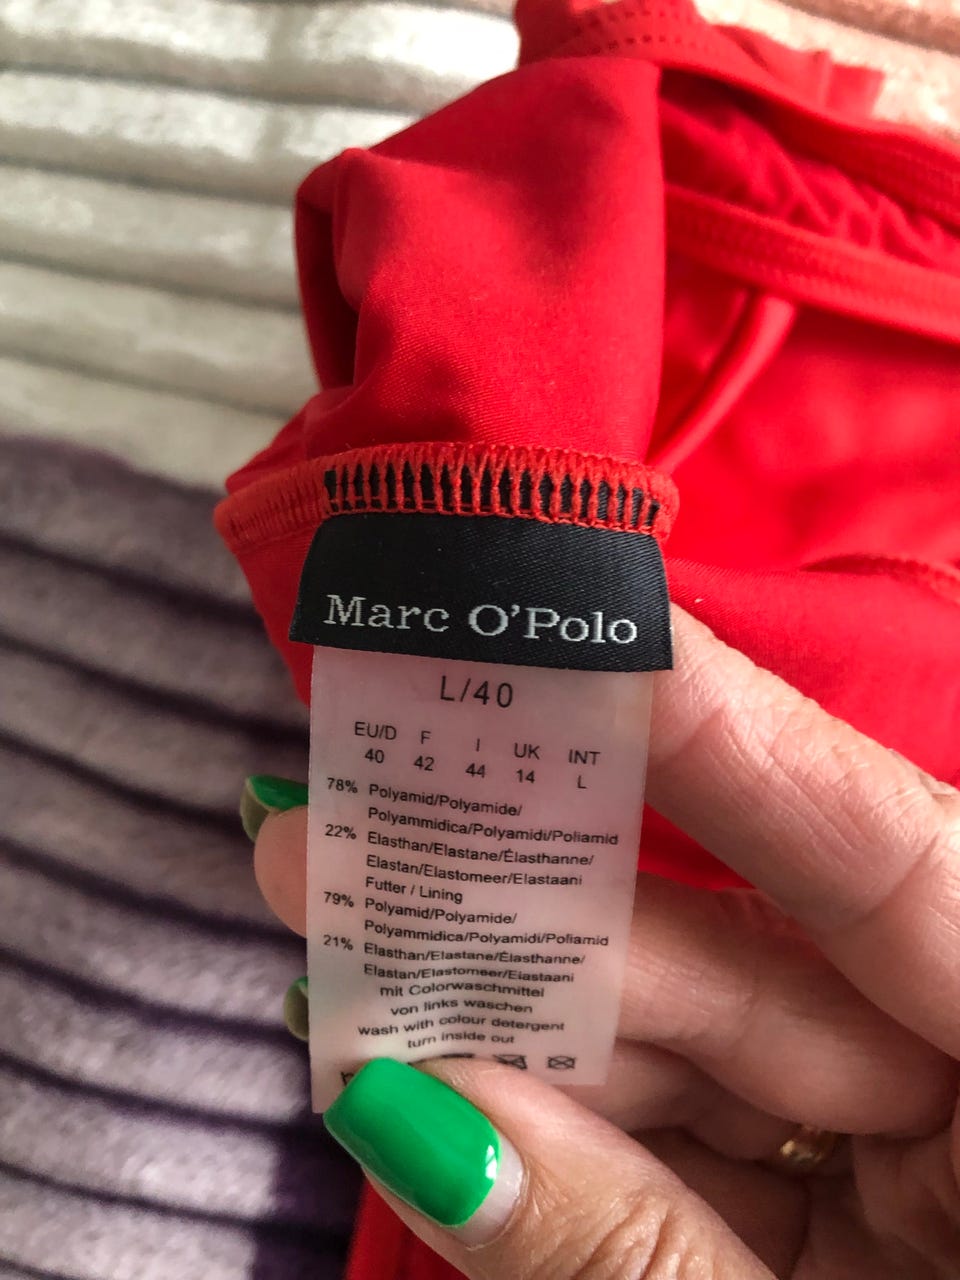 Marc O'Polo
L/40
EU/D F I UK INT
40 42 44 14 L
78% Polyamid/Polyamide/
Polyammidica/Polyamidi/Poliamid
22% Elasthan/Elastane/Élasthanne/
Elastan/Elastomeer/Elastaani
Futter / Lining
79% Polyamid/Polyamide/
Polyammidica/Polyamidi/Poliamid
21% Elasthan/Elastane/Élasthanne/
Elastan/Elastomeer/Elastaani
mit Colorwaschmittel
von links waschen
wash with colour detergent
turn inside out